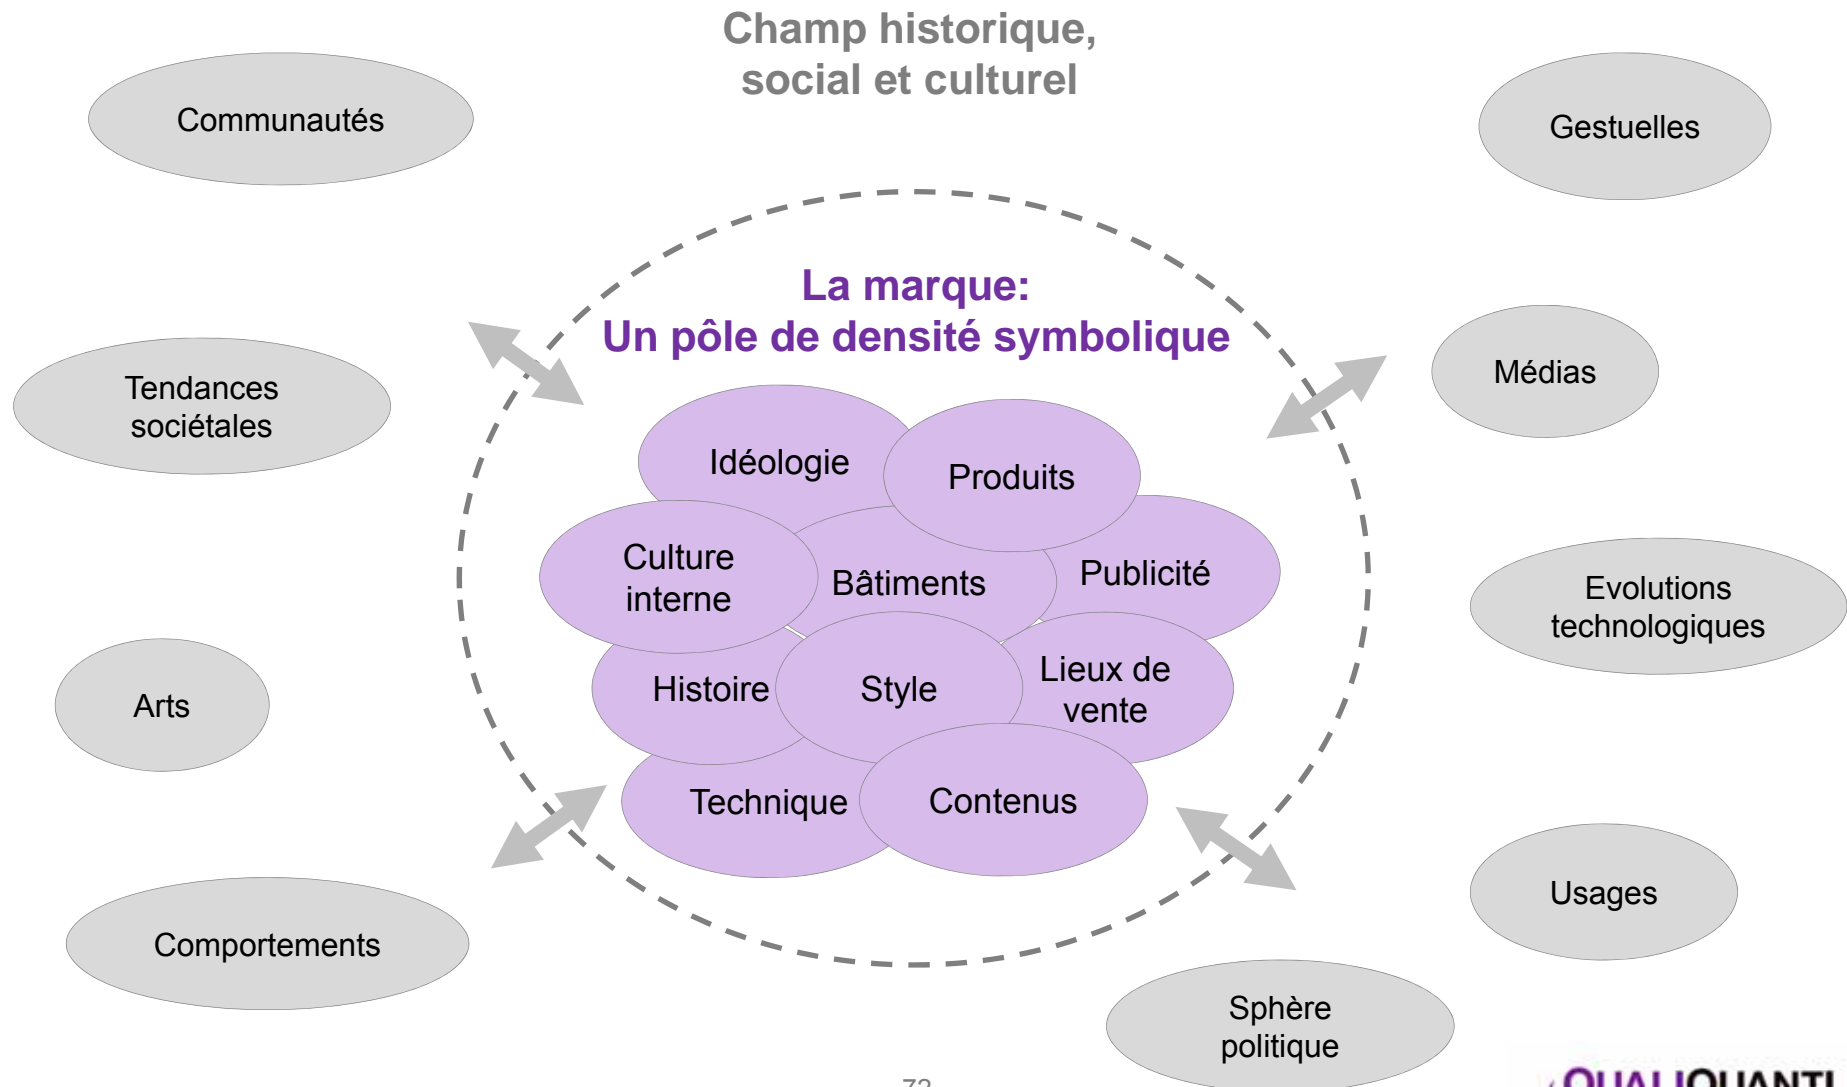 Champ historique,
social et culturel
Communautés
Gestuelles
La marque:
Un pôle de densité symbolique
Tendances
sociétales
Médias
Idéologie
Produits
Culture
interne
Bâtiments
Publicité
Evolutions
technologiques
Histoire
Style
Lieux de
vente
Arts
Technique
Contenus
Usages
Comportements
Sphère
politique
QUALIQUANTI